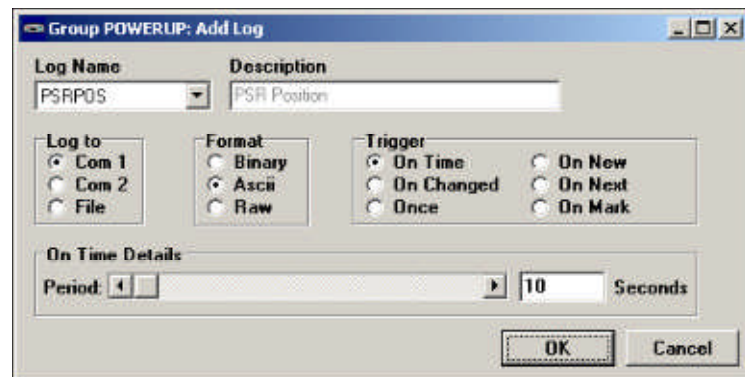 Group POWERUP: Add Log
Log Name Description
PSRPOS PSR Position
Log to Format Trigger
Com 1 Binary On Time On New
Com 2 Ascii On Changed On Next
File Raw Once On Mark
On Time Details
Period: 10 Seconds
OK Cancel